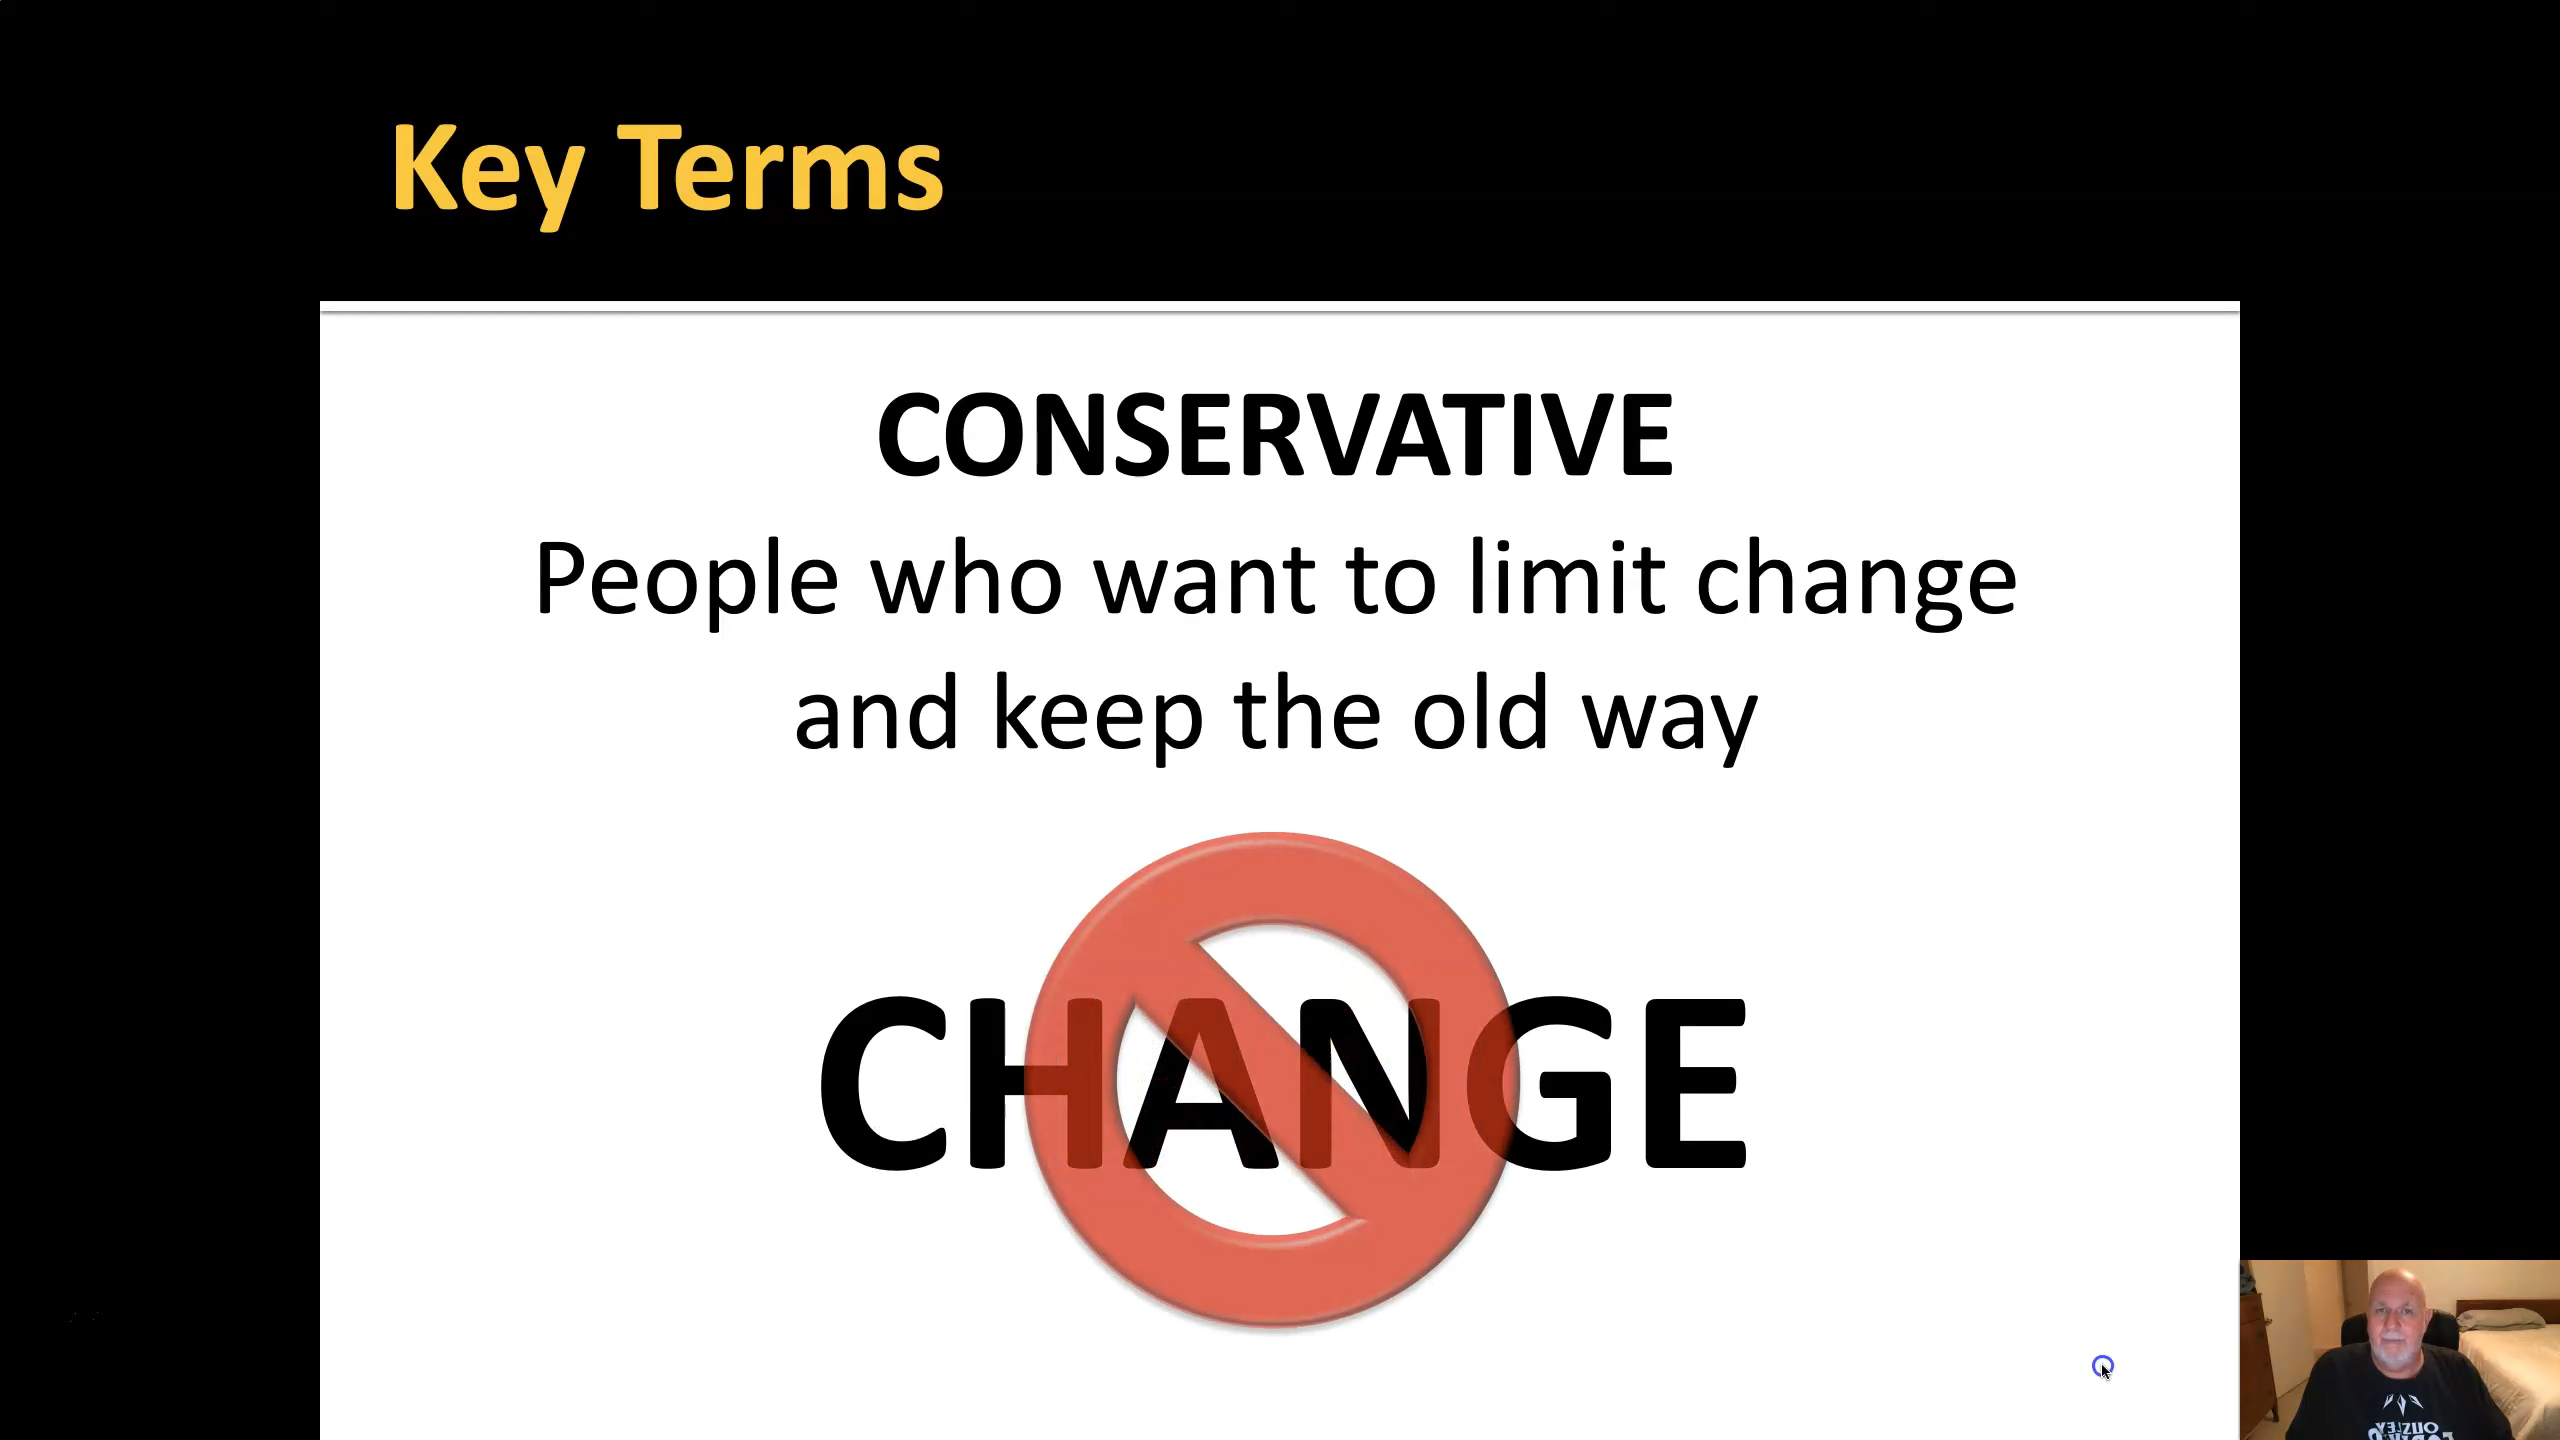 Key Terms
CONSERVATIVE
People who want to limit change
and keep the old way
CHANGE